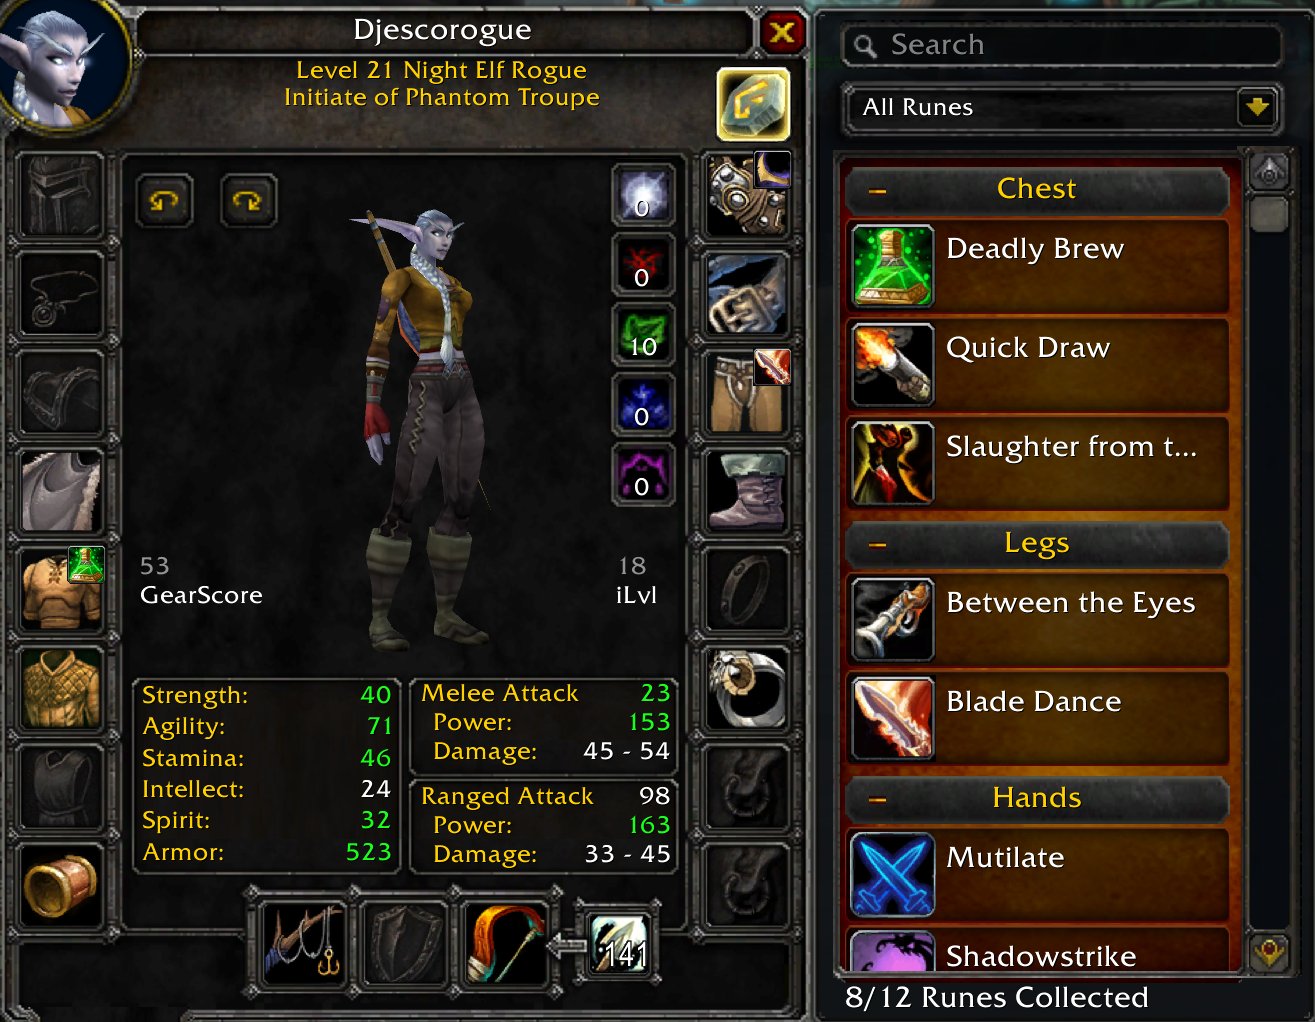 Djescorogue
Level 21 Night Elf Rogue
Initiate of Phantom Troupe
0
0
10
0
0
53
GearScore
18
iLvl
Strength: 40
Agility: 71
Stamina: 46
Intellect: 24
Spirit: 32
Armor: 523
Melee Attack 23
Power: 153
Damage: 45 - 54
Ranged Attack 98
Power: 163
Damage: 33 - 45
141
Search
All Runes
Chest
Deadly Brew
Quick Draw
Slaughter from t...
Legs
Between the Eyes
Blade Dance
Hands
Mutilate
Shadowstrike
8/12 Runes Collected